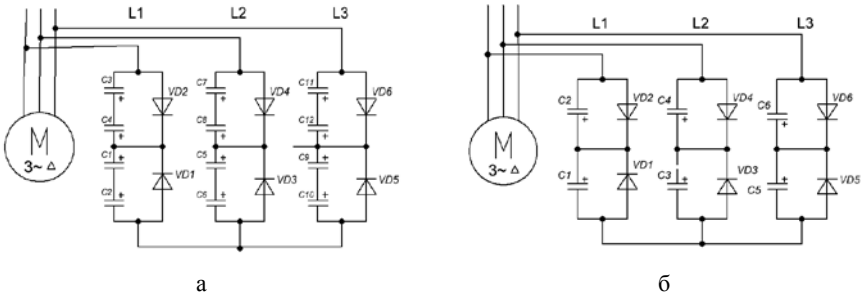 L1 L2 L3
C3 VD2 C7 VD4 C11 VD6
+ + +
C4 C8 C12
+ + +
M
3~ Δ
C1 + C5 + C9 +
VD1 VD3 VD5
C2 + C6 + C10 +
а
L1 L2 L3
C2 VD2 C4 VD4 C6 VD6
+ + +
M
3~ Δ
C1 + VD1 C3 + VD3 C5 + VD5
б